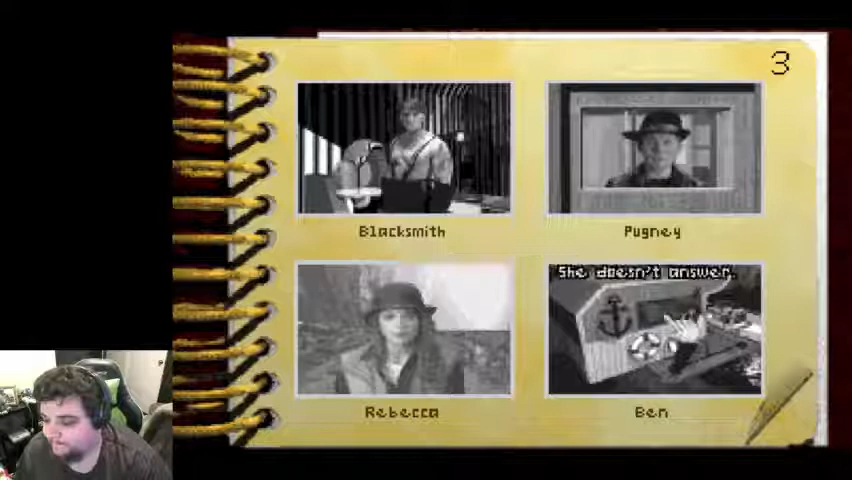 3
Blacksmith
Pugney
She doesn't answer.
Rebecca
Ben